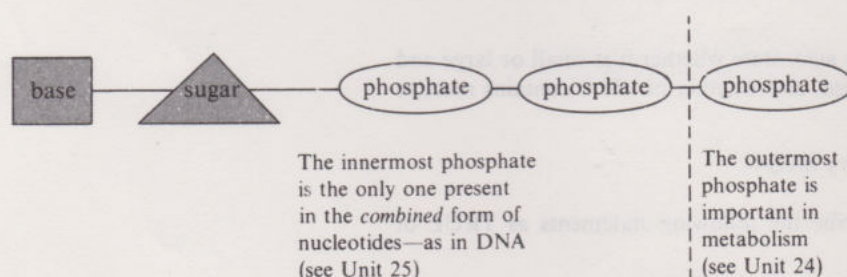 base sugar phosphate phosphate phosphate
The innermost phosphate
is the only one present
in the combined form of
nucleotides—as in DNA
(see Unit 25)
The outermost
phosphate is
important in
metabolism
(see Unit 24)